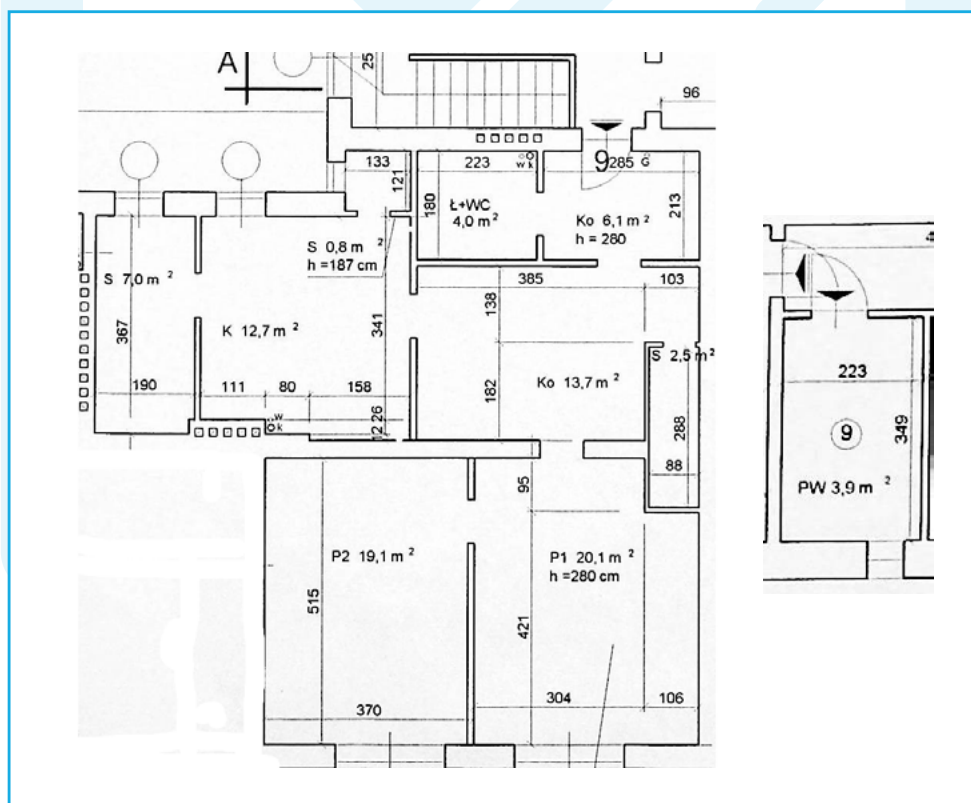 A
25
96
9
133
223
w k
285
G
121
180
Ł+WC
4,0 m²
Ko 6,1 m²
h = 280
213
S 0,8 m²
h =187 cm
S 7,0 m²
385
103
138
367
K 12,7 m²
341
S 2,5 m²
190
111
80
158
Ko 13,7 m²
182
w
k
12 26
288
88
95
P2 19,1 m²
P1 20,1 m²
h =280 cm
515
421
370
304
106
223
9
349
PW 3,9 m²